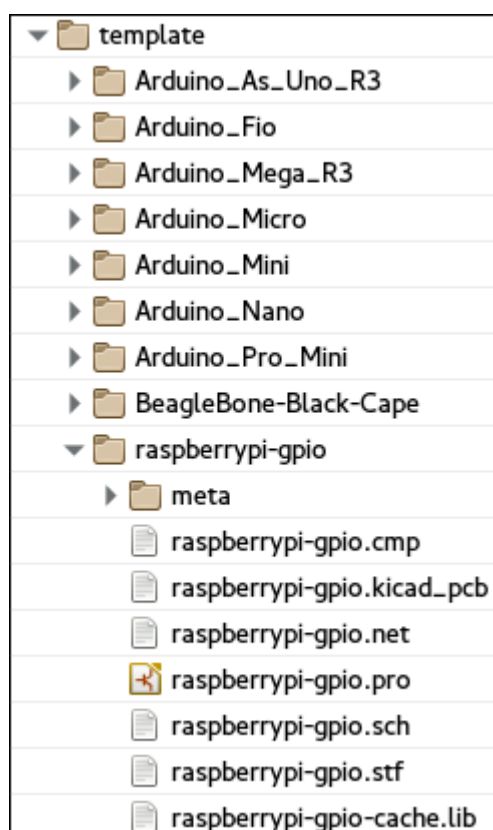 template
Arduino_As_Uno_R3
Arduino_Fio
Arduino_Mega_R3
Arduino_Micro
Arduino_Mini
Arduino_Nano
Arduino_Pro_Mini
BeagleBone-Black-Cape
raspberrypi-gpio
meta
raspberrypi-gpio.cmp
raspberrypi-gpio.kicad_pcb
raspberrypi-gpio.net
raspberrypi-gpio.pro
raspberrypi-gpio.sch
raspberrypi-gpio.stf
raspberrypi-gpio-cache.lib